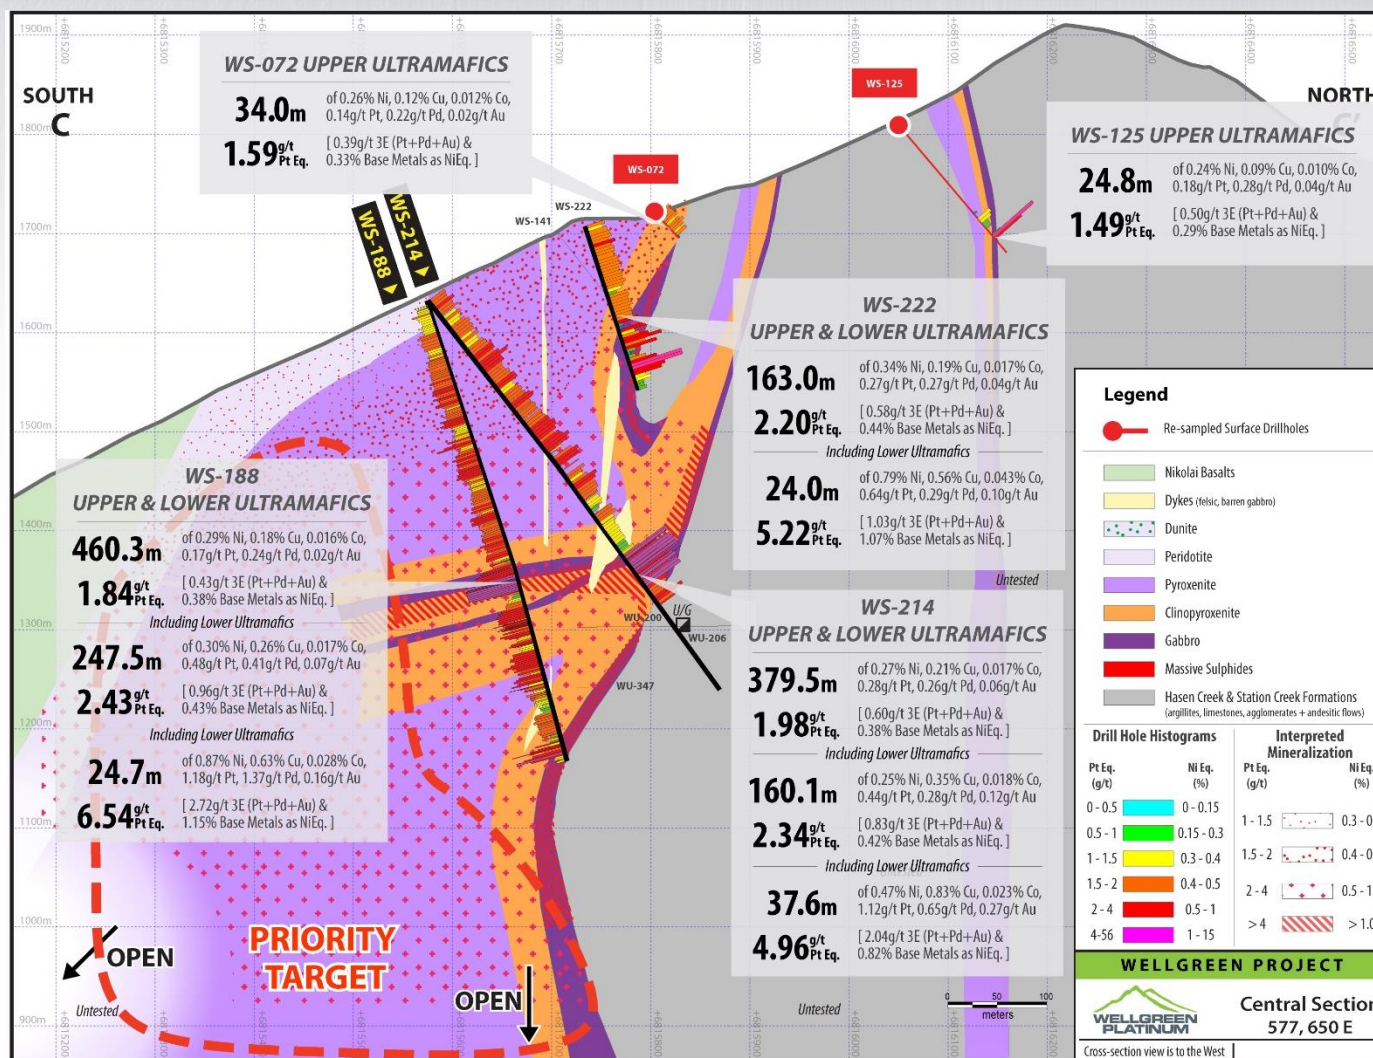 1900m
1800m
1700m
1600m
1500m
1400m
1300m
1200m
1100m
1000m
900m
+6815200
+6815300
+6815700
+6815800
+6815900
+6816000
+6816100
+6816200
SOUTH
C
NORTH
C'
WS-072 UPPER ULTRAMAFICS
34.0m of 0.26% Ni, 0.12% Cu, 0.012% Co,
0.14g/t Pt, 0.22g/t Pd, 0.02g/t Au
1.59 g/t Pt Eq. [ 0.39g/t 3E (Pt+Pd+Au) &
0.33% Base Metals as NiEq. ]
WS-125
WS-072
WS-125 UPPER ULTRAMAFICS
24.8m of 0.24% Ni, 0.09% Cu, 0.010% Co,
0.18g/t Pt, 0.28g/t Pd, 0.04g/t Au
1.49 g/t Pt Eq. [ 0.50g/t 3E (Pt+Pd+Au) &
0.29% Base Metals as NiEq. ]
WS-188
WS-214
WS-141
WS-222
WS-222
UPPER & LOWER ULTRAMAFICS
163.0m of 0.34% Ni, 0.19% Cu, 0.017% Co,
0.27g/t Pt, 0.27g/t Pd, 0.04g/t Au
2.20 g/t Pt Eq. [ 0.58g/t 3E (Pt+Pd+Au) &
0.44% Base Metals as NiEq. ]
Including Lower Ultramafics
24.0m of 0.79% Ni, 0.56% Cu, 0.043% Co,
0.64g/t Pt, 0.29g/t Pd, 0.10g/t Au
5.22 g/t Pt Eq. [ 1.03g/t 3E (Pt+Pd+Au) &
1.07% Base Metals as NiEq. ]
WS-188
UPPER & LOWER ULTRAMAFICS
460.3m of 0.29% Ni, 0.18% Cu, 0.016% Co,
0.17g/t Pt, 0.24g/t Pd, 0.02g/t Au
1.84 g/t Pt Eq. [ 0.43g/t 3E (Pt+Pd+Au) &
0.38% Base Metals as NiEq. ]
Including Lower Ultramafics
247.5m of 0.30% Ni, 0.26% Cu, 0.017% Co,
0.48g/t Pt, 0.41g/t Pd, 0.07g/t Au
2.43 g/t Pt Eq. [ 0.96g/t 3E (Pt+Pd+Au) &
0.43% Base Metals as NiEq. ]
Including Lower Ultramafics
24.7m of 0.87% Ni, 0.63% Cu, 0.028% Co,
1.18g/t Pt, 1.37g/t Pd, 0.16g/t Au
6.54 g/t Pt Eq. [ 2.72g/t 3E (Pt+Pd+Au) &
1.15% Base Metals as NiEq. ]
WS-214
UPPER & LOWER ULTRAMAFICS
379.5m of 0.27% Ni, 0.21% Cu, 0.017% Co,
0.28g/t Pt, 0.26g/t Pd, 0.06g/t Au
1.98 g/t Pt Eq. [ 0.60g/t 3E (Pt+Pd+Au) &
0.38% Base Metals as NiEq. ]
Including Lower Ultramafics
160.1m of 0.25% Ni, 0.35% Cu, 0.018% Co,
0.44g/t Pt, 0.28g/t Pd, 0.12g/t Au
2.34 g/t Pt Eq. [ 0.83g/t 3E (Pt+Pd+Au) &
0.42% Base Metals as NiEq. ]
Including Lower Ultramafics
37.6m of 0.47% Ni, 0.83% Cu, 0.023% Co,
1.12g/t Pt, 0.65g/t Pd, 0.27g/t Au
4.96 g/t Pt Eq. [ 2.04g/t 3E (Pt+Pd+Au) &
0.82% Base Metals as NiEq. ]
WU-200
U/G
WU-206
WU-347
Untested
PRIORITY
TARGET
OPEN
OPEN
Untested
Untested
0 50 100
meters
Legend
Re-sampled Surface Drillholes
Nikolai Basalts
Dykes (felsic, barren gabbro)
Dunite
Peridotite
Pyroxenite
Clinopyroxenite
Gabbro
Massive Sulphides
Hasen Creek & Station Creek Formations
(argillites, limestones, agglomerates + andesitic flows)
Drill Hole Histograms
Pt Eq. (g/t) Ni Eq. (%)
0 - 0.5 0 - 0.15
0.5 - 1 0.15 - 0.3
1 - 1.5 0.3 - 0.4
1.5 - 2 0.4 - 0.5
2 - 4 0.5 - 1
4-56 1 - 15
Interpreted
Mineralization
Pt Eq. (g/t) Ni Eq. (%)
1 - 1.5
1.5 - 2
2 - 4
> 4 > 1.0
WELLGREEN PROJECT
WELLGREEN
PLATINUM
Central Section
577, 650 E
Cross-section view is to the West